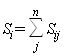 S_i = \sum_{j}^{n} S_{ij}